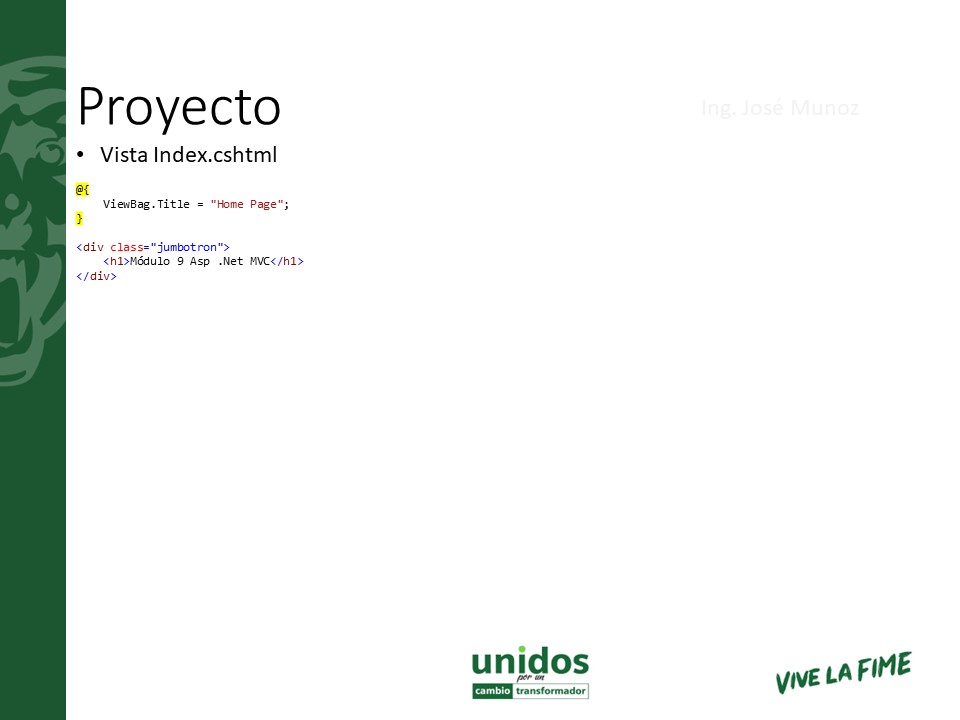 Proyecto
Ing. José Munoz
• Vista Index.cshtml
@{
    ViewBag.Title = "Home Page";
}
<div class="jumbotron">
    <h1>Módulo 9 Asp .Net MVC</h1>
</div>
unidos
por un
cambio transformador
VIVE LA FIME